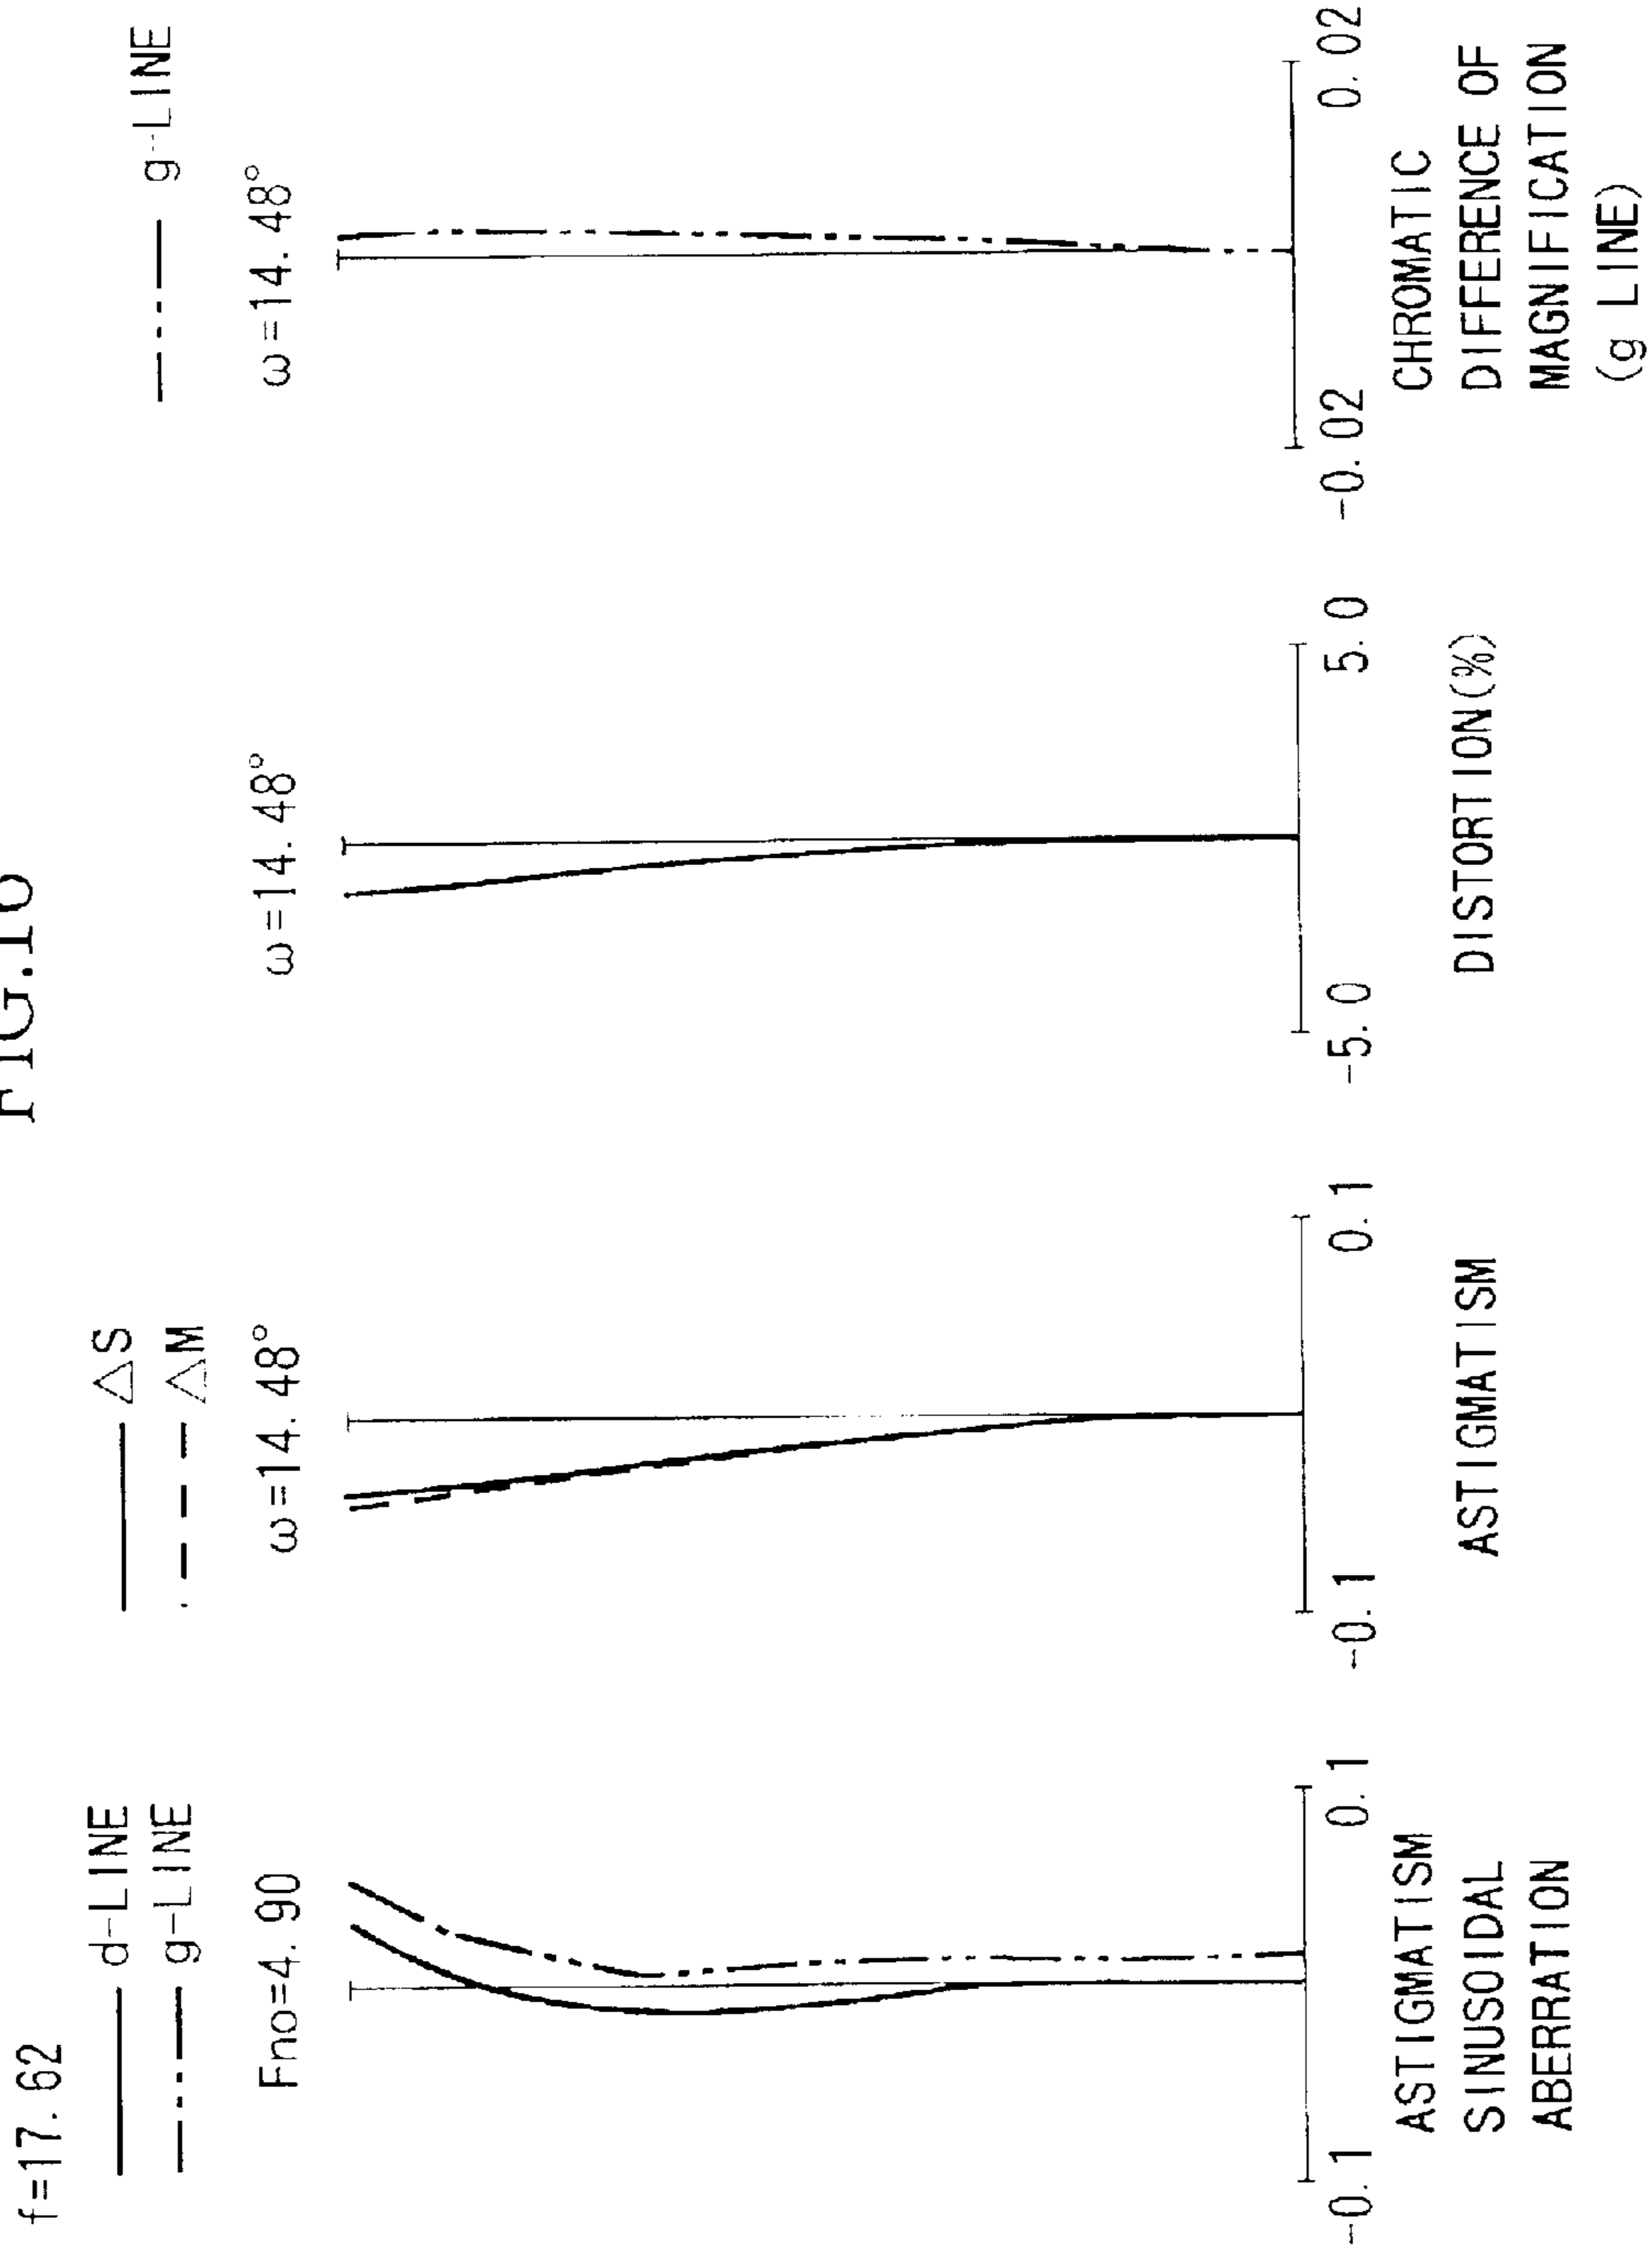 f=17.62
d-LINE
g-LINE
Fno=4.90
-0.1
0.1
ASTIGMATISM
SINUSOIDAL
ABERRATION
△S
△M
ω=14.48°
-0.1
0.1
ASTIGMATISM
ω=14.48°
-5.0
5.0
DISTORTION(%)
g-LINE
ω=14.48°
-0.02
0.02
CHROMATIC
DIFFERENCE OF
MAGNIFICATION
(g LINE)